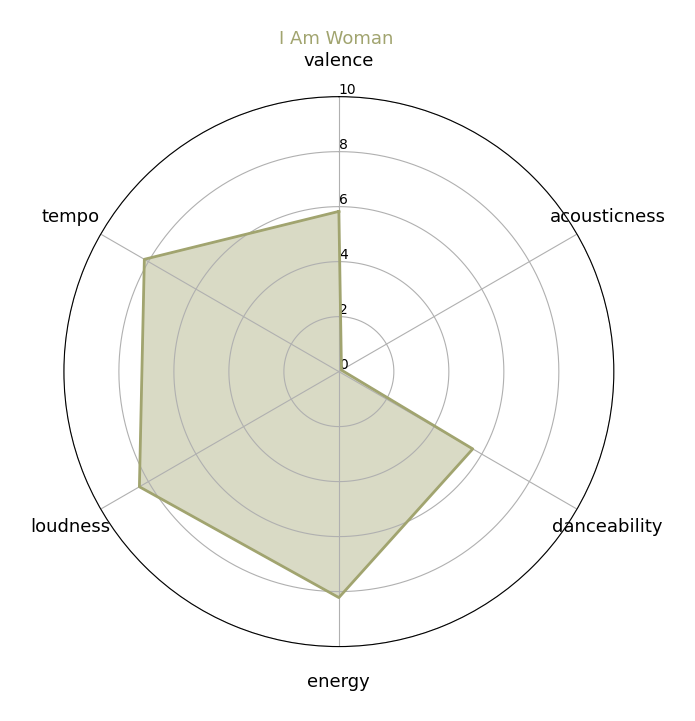 I Am Woman
valence
10
8
tempo
6
acousticness
4
2
0
loudness
danceability
energy